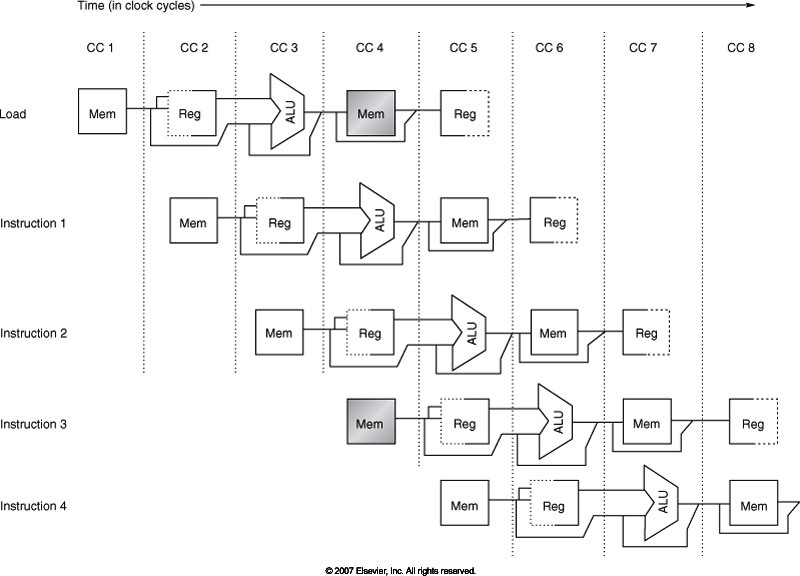 Time (in clock cycles)
CC 1 CC 2 CC 3 CC 4 CC 5 CC 6 CC 7 CC 8
Load Mem Reg ALU Mem Reg
Instruction 1 Mem Reg ALU Mem Reg
Instruction 2 Mem Reg ALU Mem Reg
Instruction 3 Mem Reg ALU Mem Reg
Instruction 4 Mem Reg ALU Mem
© 2007 Elsevier, Inc. All rights reserved.